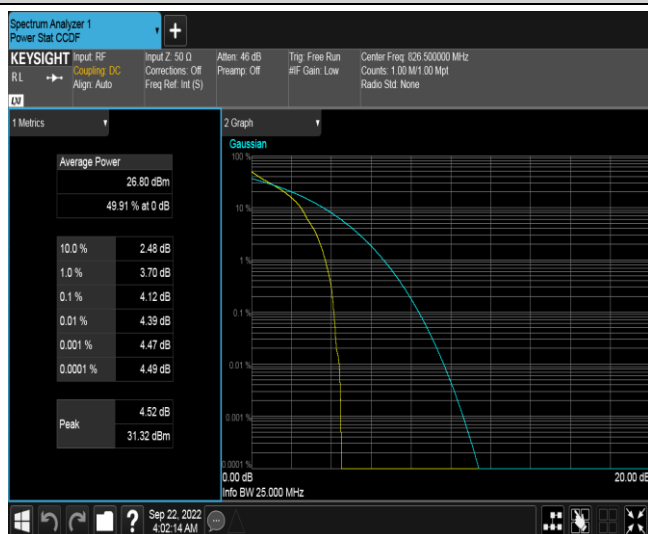 Spectrum Analyzer 1
Power Stat CCDF
KEYSIGHT
Input: RF
Input Z: 50 Ω
Atten: 46 dB
Trig: Free Run
Center Freq: 826.500000 MHz
RL
Coupling: DC
Corrections: Off
Preamp: Off
#IF Gain: Low
Counts: 1.00 M/1.00 Mpt
Align: Auto
Freq Ref: Int (S)
Radio Std: None
LXI
1 Metrics
2 Graph
Average Power
26.80 dBm
49.91 % at 0 dB
10.0 % 2.48 dB
1.0 % 3.70 dB
0.1 % 4.12 dB
0.01 % 4.39 dB
0.001 % 4.47 dB
0.0001 % 4.49 dB
Peak
4.52 dB
31.32 dBm
Gaussian
100 %
10 %
1 %
0.1 %
0.01 %
0.001 %
0.0001 %
0.00 dB
20.00 dB
Info BW 25.000 MHz
?
Sep 22, 2022
4:02:14 AM